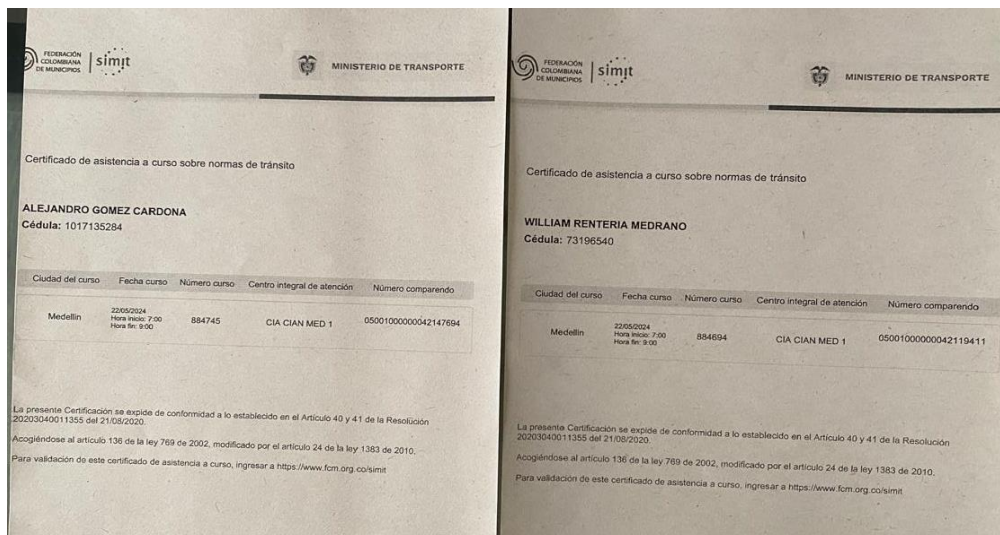 FEDERACIÓN
COLOMBIANA
DE MUNICIPIOS
simit
MINISTERIO DE TRANSPORTE
Certificado de asistencia a curso sobre normas de tránsito
ALEJANDRO GOMEZ CARDONA
Cédula: 1017135284
Ciudad del curso Fecha curso Número curso Centro integral de atención Número comparendo
22/05/2024
Medellin Hora inicio: 7:00 884745 CIA CIAN MED 1 05001000000042147694
Hora fin: 9:00
La presente Certificación se expide de conformidad a lo establecido en el Artículo 40 y 41 de la Resolución
20203040011355 del 21/08/2020.
Acogiéndose al artículo 136 de la ley 769 de 2002, modificado por el artículo 24 de la ley 1383 de 2010.
Para validación de este certificado de asistencia a curso, ingresar a https://www.fcm.org.co/simit
FEDERACIÓN
COLOMBIANA
DE MUNICIPIOS
simit
MINISTERIO DE TRANSPORTE
Certificado de asistencia a curso sobre normas de tránsito
WILLIAM RENTERIA MEDRANO
Cédula: 73196540
Ciudad del curso Fecha curso Número curso Centro integral de atención Número comparendo
22/05/2024
Medellin Hora inicio: 7:00 884694 CIA CIAN MED 1 05001000000042119411
Hora fin: 9:00
La presente Certificación se expide de conformidad a lo establecido en el Artículo 40 y 41 de la Resolución
20203040011355 del 21/08/2020.
Acogiéndose al artículo 136 de la ley 769 de 2002, modificado por el artículo 24 de la ley 1383 de 2010.
Para validación de este certificado de asistencia a curso, ingresar a https://www.fcm.org.co/simit